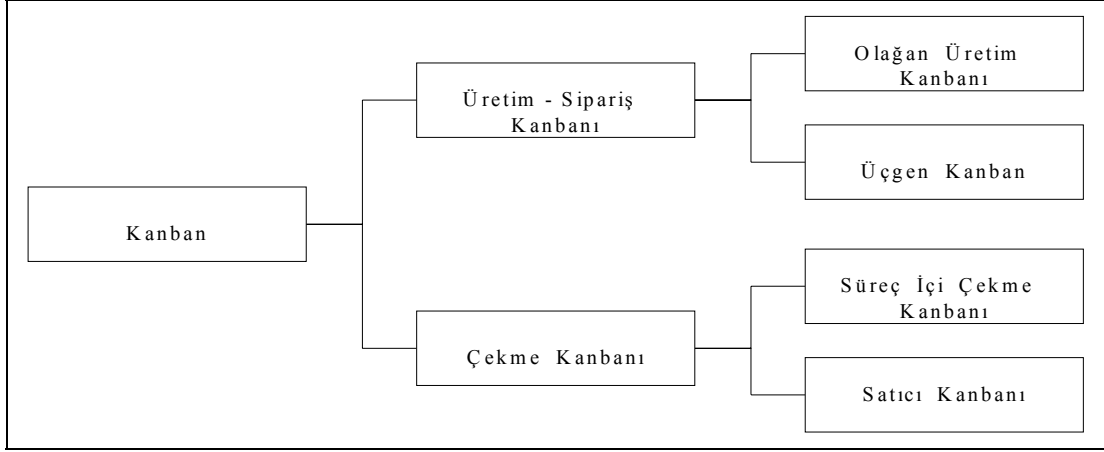 Kanban
Üretim - Sipariş
Kanbanı
Olağan Üretim
Kanbanı
Üçgen Kanban
Çekme Kanbanı
Süreç İçi Çekme
Kanbanı
Satıcı Kanbanı